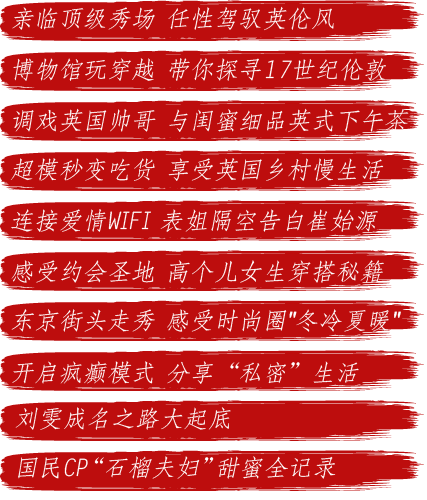 亲临顶级秀场 任性驾驭英伦风
博物馆玩穿越 带你探寻17世纪伦敦
调戏英国帅哥 与闺蜜细品英式下午茶
超模秒变吃货 享受英国乡村慢生活
连接爱情WIFI 表姐隔空告白崔始源
感受约会圣地 高个儿女生穿搭秘籍
东京街头走秀 感受时尚圈"冬冷夏暖"
开启疯癫模式 分享“私密”生活
刘雯成名之路大起底
国民CP“石榴夫妇”甜蜜全记录